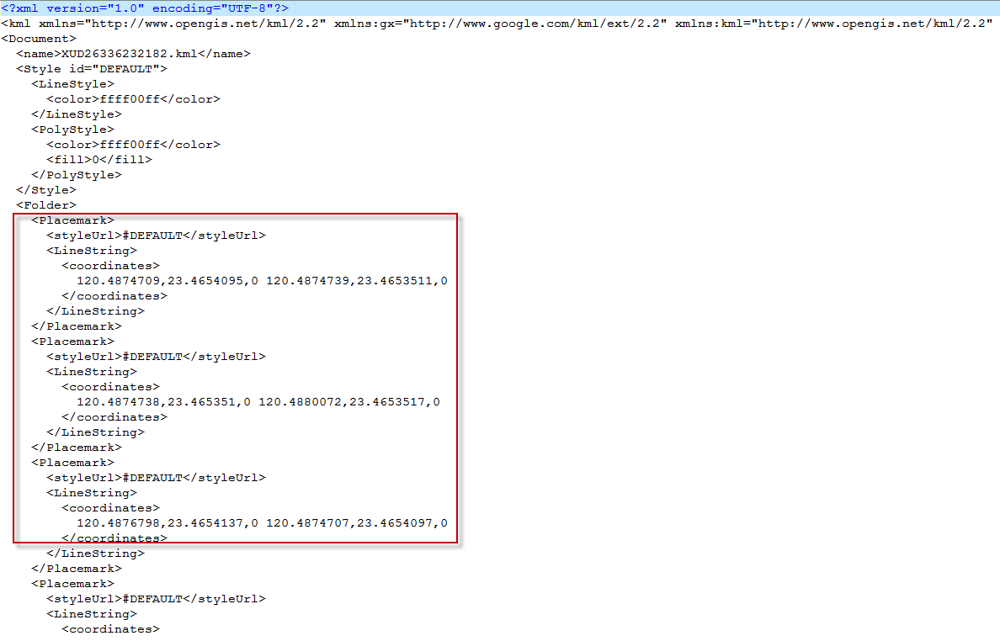 <?xml version="1.0" encoding="UTF-8"?>
<kml xmlns="http://www.opengis.net/kml/2.2" xmlns:gx="http://www.google.com/kml/ext/2.2" xmlns:kml="http://www.opengis.net/kml/2.2"
<Document>
  <name>XUD26336232182.kml</name>
  <Style id="DEFAULT">
    <LineStyle>
      <color>ffff00ff</color>
    </LineStyle>
    <PolyStyle>
      <color>ffff00ff</color>
      <fill>0</fill>
    </PolyStyle>
  </Style>
  <Folder>
    <Placemark>
      <styleUrl>#DEFAULT</styleUrl>
      <LineString>
        <coordinates>
          120.4874709,23.4654095,0 120.4874739,23.4653511,0
        </coordinates>
      </LineString>
    </Placemark>
    <Placemark>
      <styleUrl>#DEFAULT</styleUrl>
      <LineString>
        <coordinates>
          120.4874738,23.465351,0 120.4880072,23.4653517,0
        </coordinates>
      </LineString>
    </Placemark>
    <Placemark>
      <styleUrl>#DEFAULT</styleUrl>
      <LineString>
        <coordinates>
          120.4876798,23.4654137,0 120.4874707,23.4654097,0
        </coordinates>
      </LineString>
    </Placemark>
    <Placemark>
      <styleUrl>#DEFAULT</styleUrl>
      <LineString>
        <coordinates>